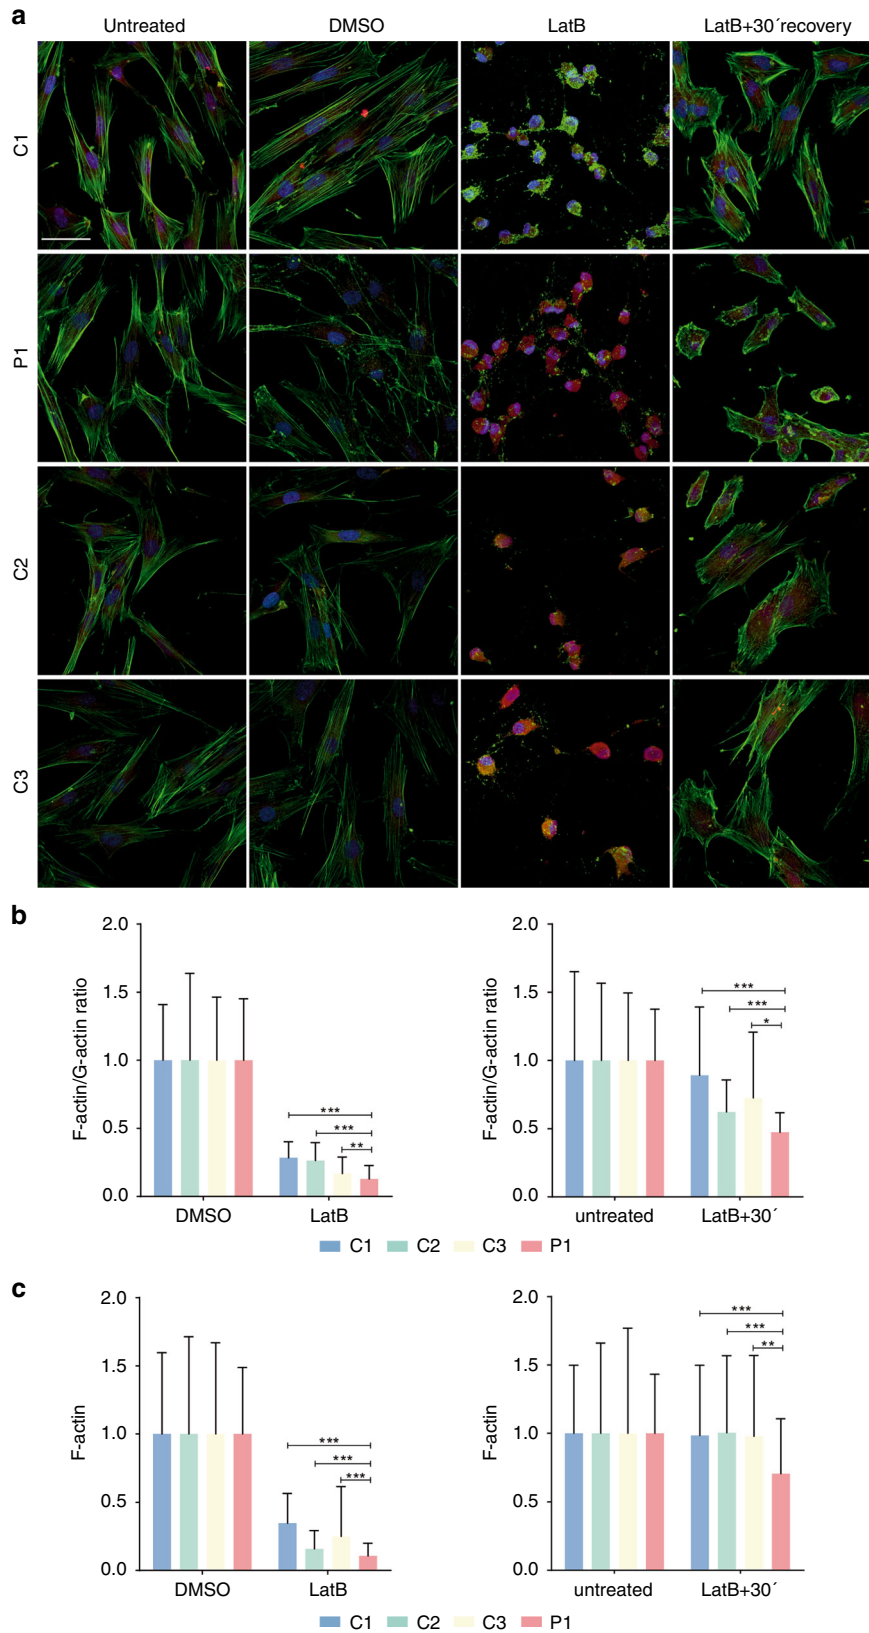 a
Untreated DMSO LatB LatB+30´recovery
C1
P1
C2
C3
b
2.0
1.5
1.0
0.5
0.0
F-actin/G-actin ratio
***
***
**
DMSO LatB
2.0
1.5
1.0
0.5
0.0
F-actin/G-actin ratio
***
***
*
untreated LatB+30´
C1 C2 C3 P1
c
2.0
1.5
1.0
0.5
0.0
F-actin
***
***
***
DMSO LatB
2.0
1.5
1.0
0.5
0.0
F-actin
***
***
**
untreated LatB+30´
C1 C2 C3 P1